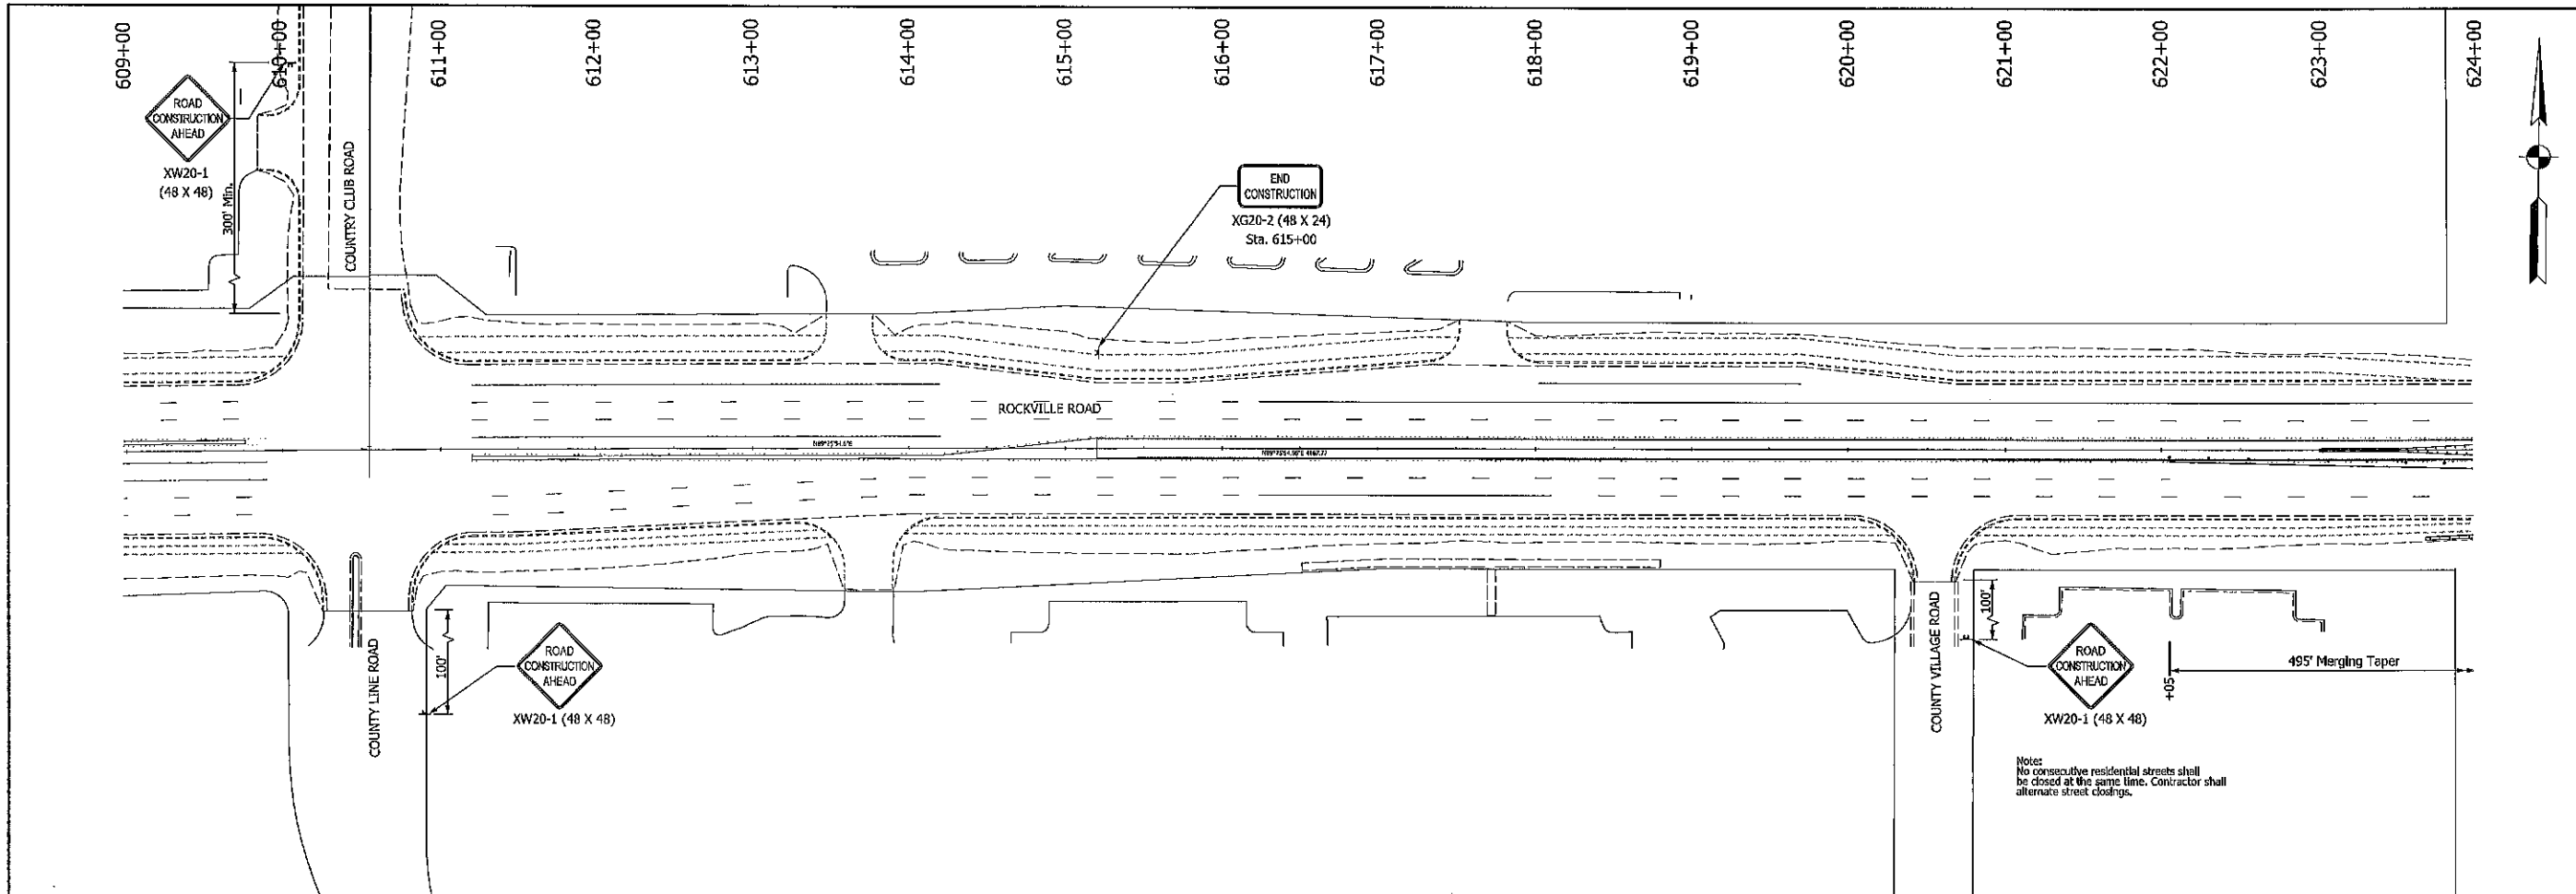 609+00
610+00
611+00
612+00
613+00
614+00
615+00
616+00
617+00
618+00
619+00
620+00
621+00
622+00
623+00
624+00
ROAD
CONSTRUCTION
AHEAD
XW20-1
(48 X 48)
300' Min.
COUNTRY CLUB ROAD
END
CONSTRUCTION
XG20-2 (48 X 24)
Sta. 615+00
ROCKVILLE ROAD
COUNTY LINE ROAD
100'
ROAD
CONSTRUCTION
AHEAD
XW20-1 (48 X 48)
COUNTY VILLAGE ROAD
100'
ROAD
CONSTRUCTION
AHEAD
XW20-1 (48 X 48)
+05
495' Merging Taper
Note:
No consecutive residential streets shall
be closed at the same time. Contractor shall
alternate street closings.